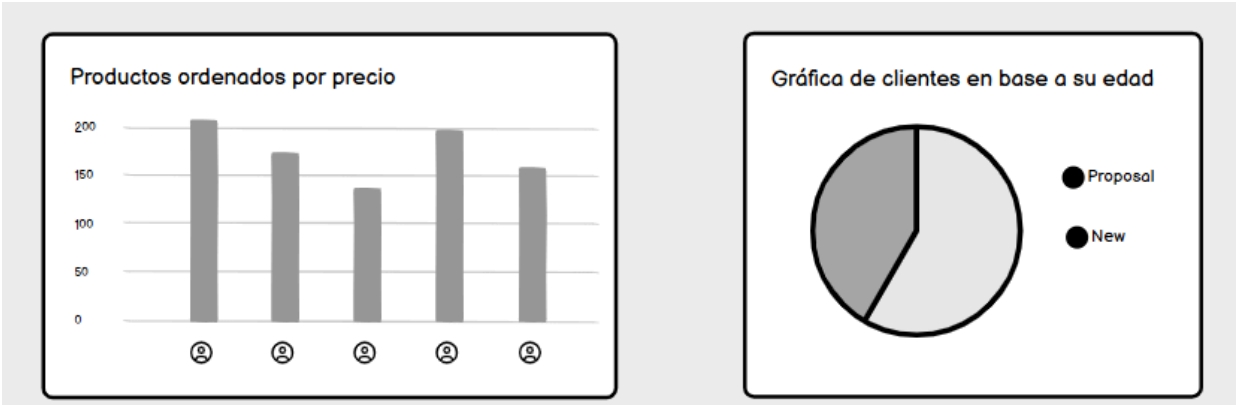 Productos ordenados por precio
200
150
100
50
0
Gráfica de clientes en base a su edad
Proposal
New